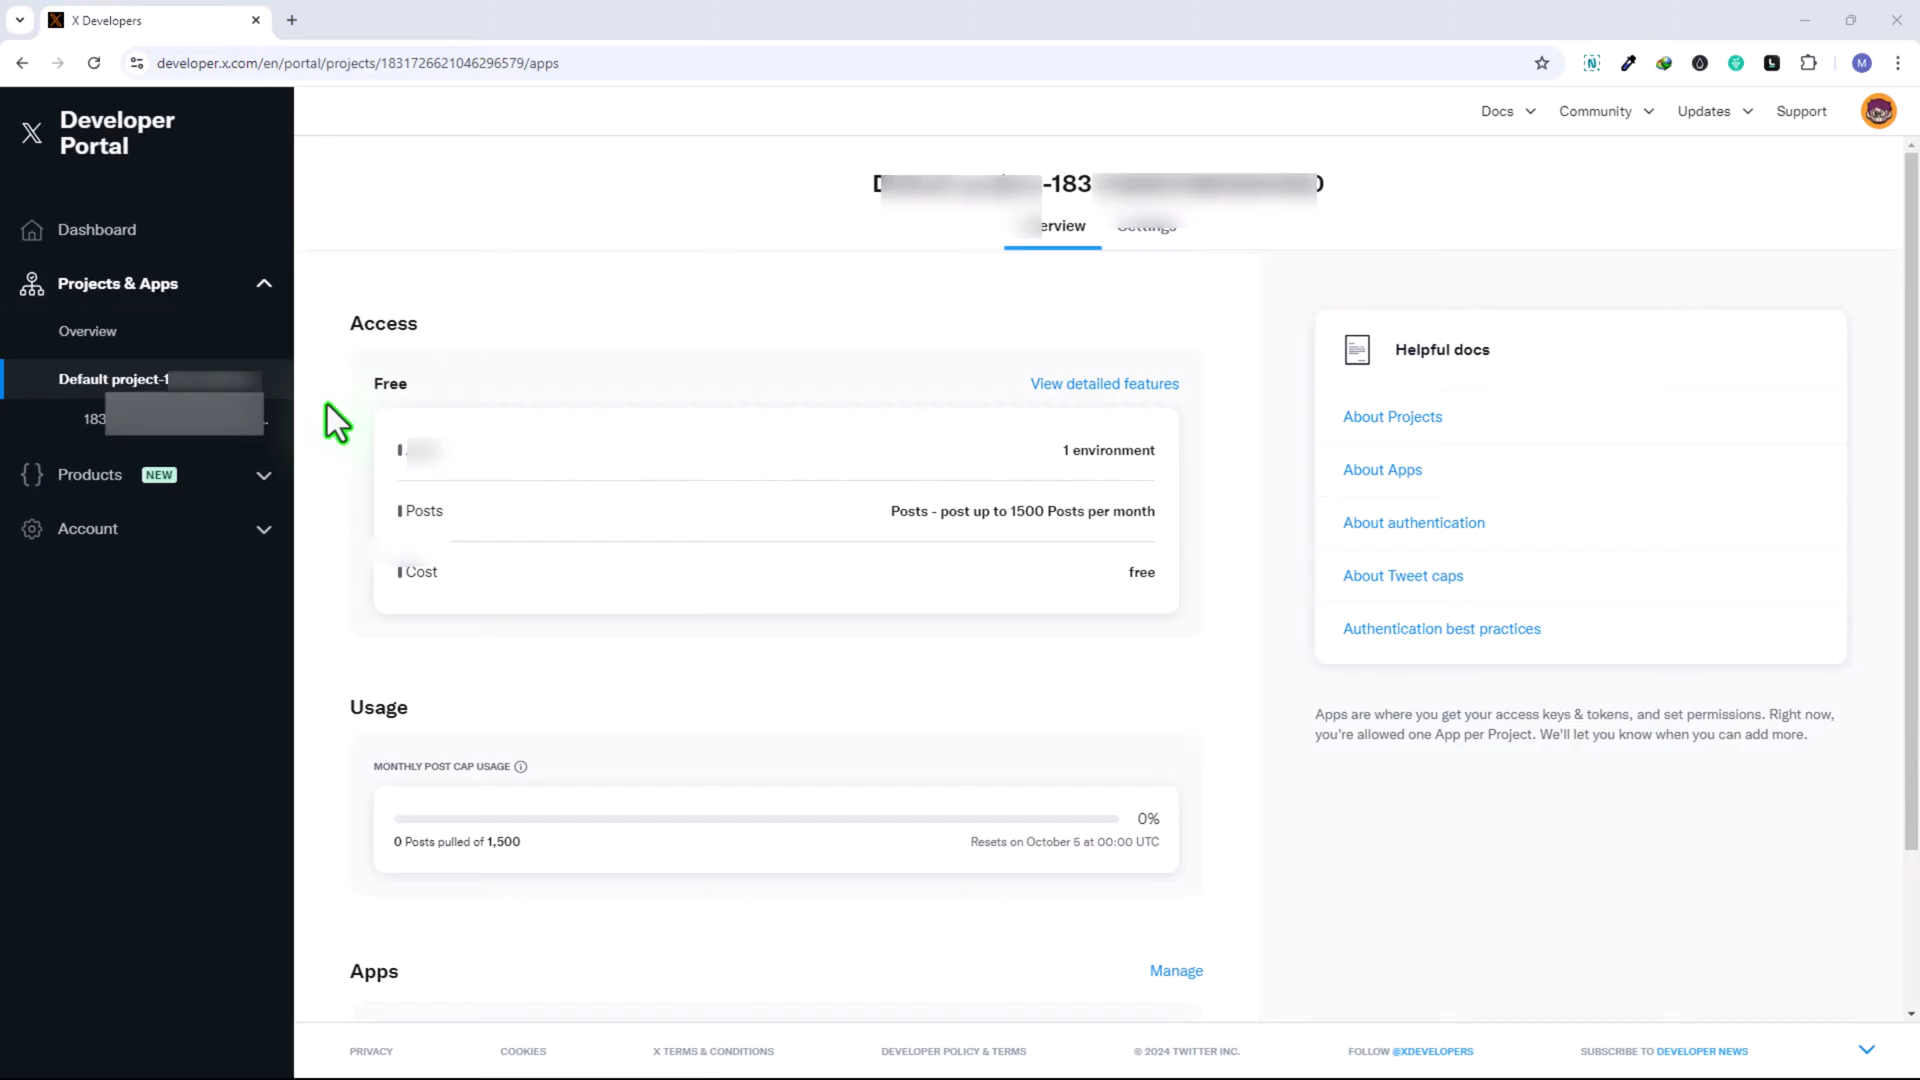 X Developers
developer.x.com/en/portal/projects/1831726621046296579/apps
M
Developer
Portal
Docs
Community
Updates
Support
-183
Settings
Dashboard
Projects & Apps
Overview
Default project-1
183
Products NEW
Account
Access
Free
View detailed features
1 environment
Posts
Posts - post up to 1500 Posts per month
Cost
free
Usage
MONTHLY POST CAP USAGE
0%
0 Posts pulled of 1,500
Resets on October 5 at 00:00 UTC
Apps
Manage
Helpful docs
About Projects
About Apps
About authentication
About Tweet caps
Authentication best practices
Apps are where you get your access keys & tokens, and set permissions. Right now,
you're allowed one App per Project. We'll let you know when you can add more.
PRIVACY
COOKIES
X TERMS & CONDITIONS
DEVELOPER POLICY & TERMS
© 2024 TWITTER INC.
FOLLOW @XDEVELOPERS
SUBSCRIBE TO DEVELOPER NEWS